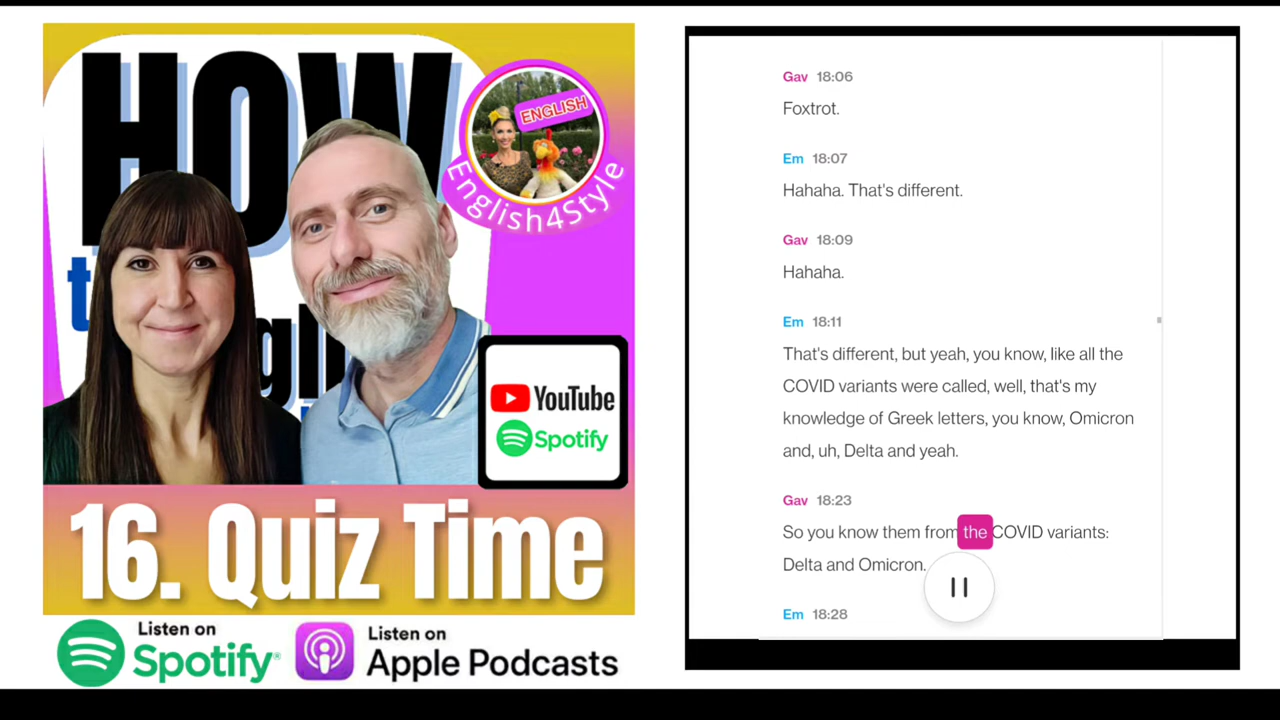 HOW
ENGLISH
English4Style
YouTube
Spotify
16. Quiz Time
Listen on
Spotify®
Listen on
Apple Podcasts
Gav 18:06
Foxtrot.
Em 18:07
Hahaha. That's different.
Gav 18:09
Hahaha.
Em 18:11
That's different, but yeah, you know, like all the
COVID variants were called, well, that's my
knowledge of Greek letters, you know, Omicron
and, uh, Delta and yeah.
Gav 18:23
So you know them from the COVID variants:
Delta and Omicron.
Em 18:28